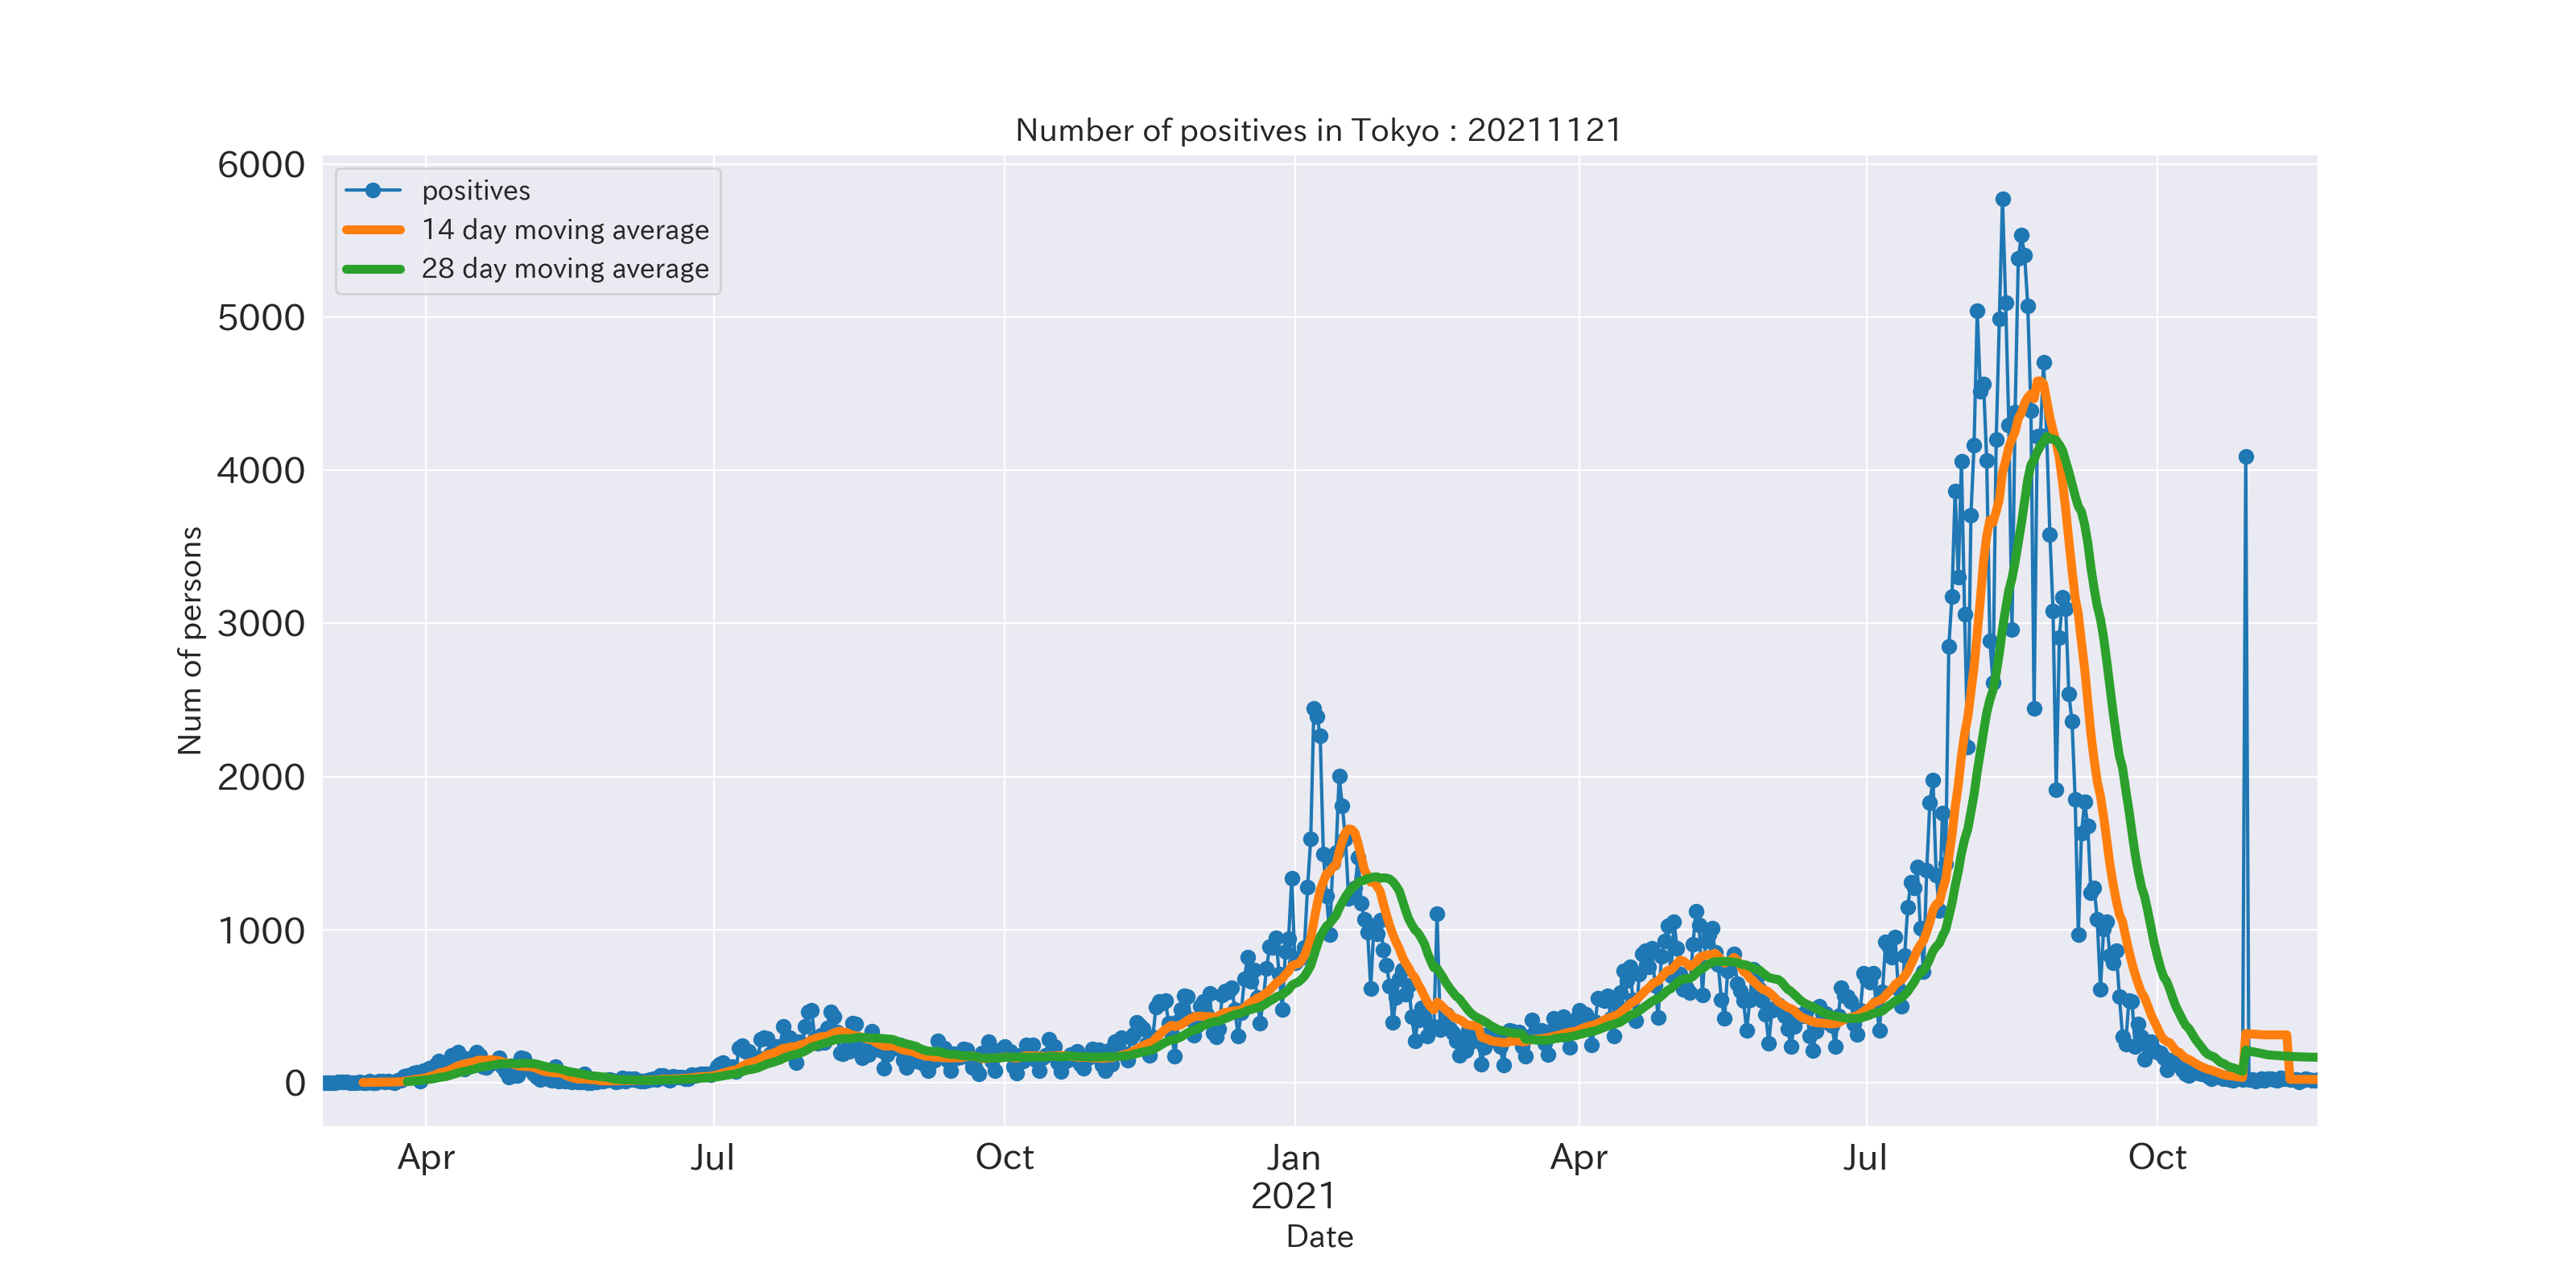 Number of positives in Tokyo : 20211121
positives
14 day moving average
28 day moving average
6000
5000
4000
3000
2000
1000
0
Num of persons
Apr Jul Oct Jan Apr Jul Oct
2021
Date